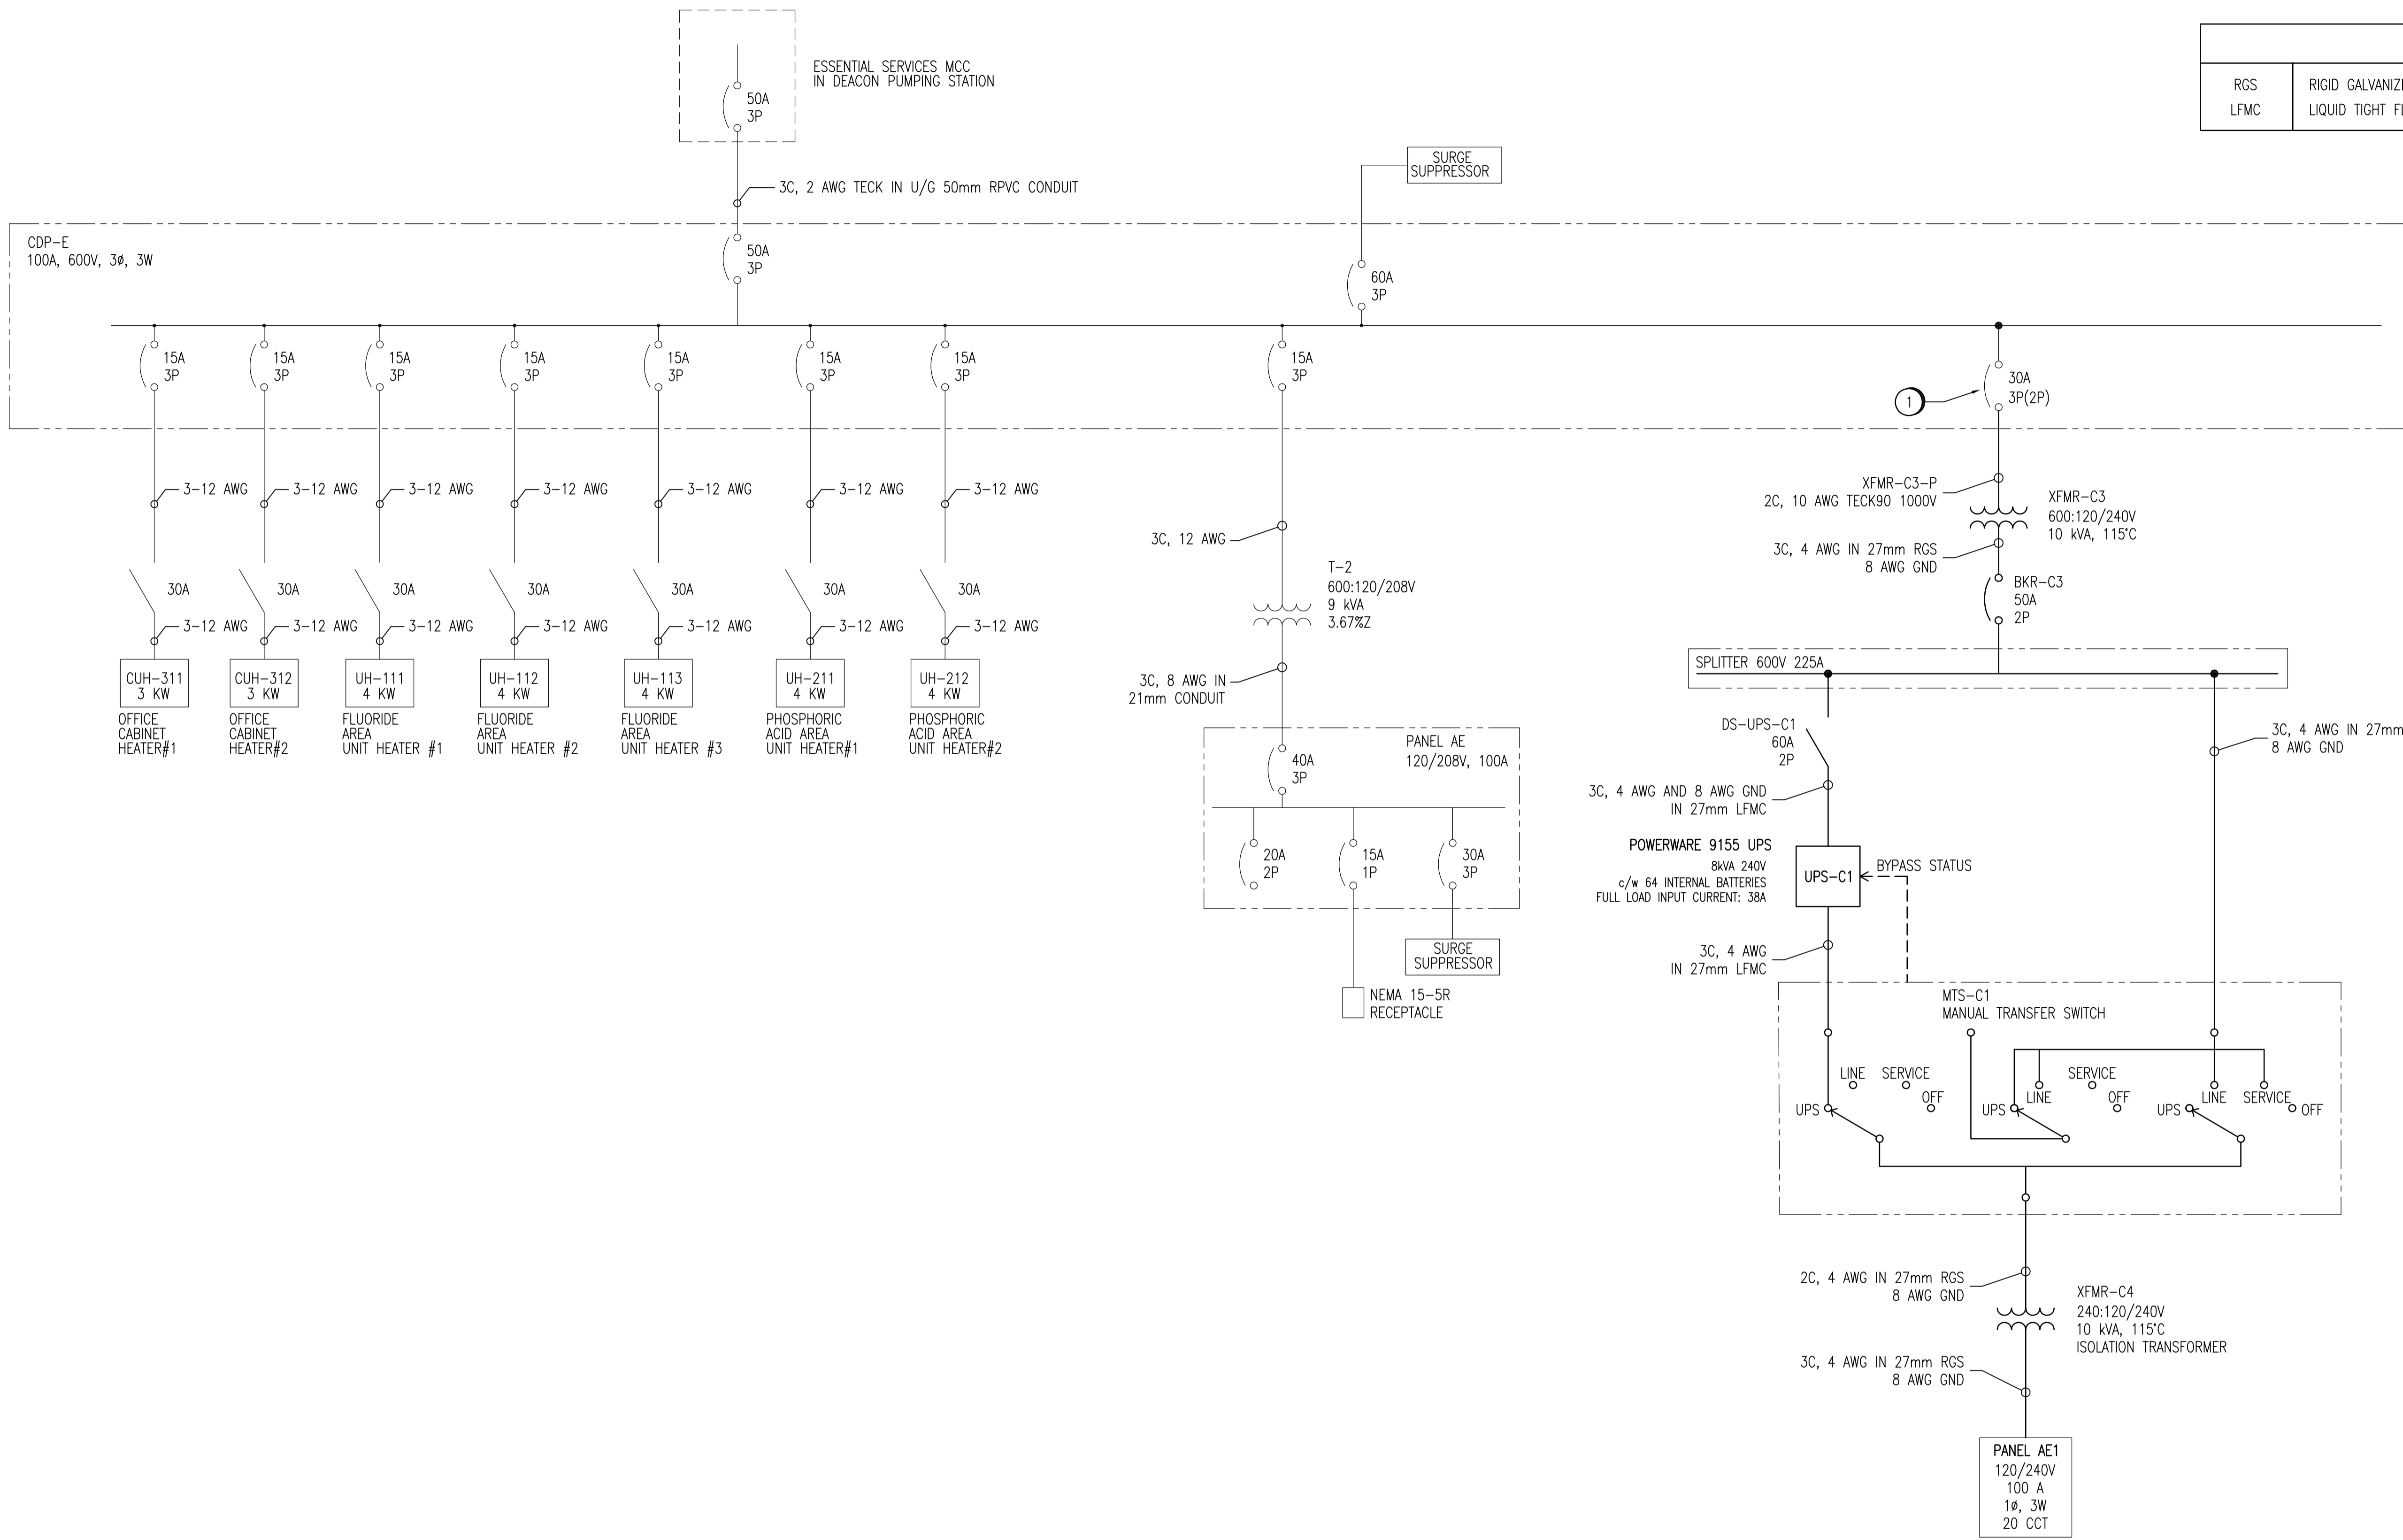 ESSENTIAL SERVICES MCC
IN DEACON PUMPING STATION
50A
3P
RGS
RIGID
LFMC
LIQUID TIGHT
SURGE
SUPPRESSOR
3C, 2 AWG TECK IN U/G 50mm RPVC CONDUIT
CDP-E
100A, 600V, 3ø, 3W
50A
3P
60A
3P
15A
3P
15A
3P
15A
3P
15A
3P
15A
3P
15A
3P
15A
3P
15A
3P
30A
3P(2P)
1
3-12 AWG
3-12 AWG
3-12 AWG
3-12 AWG
3-12 AWG
3-12 AWG
3-12 AWG
30A
30A
30A
30A
30A
30A
30A
3-12 AWG
3-12 AWG
3-12 AWG
3-12 AWG
3-12 AWG
3-12 AWG
3-12 AWG
CUH-311
3 KW
CUH-312
3 KW
UH-111
4 KW
UH-112
4 KW
UH-113
4 KW
UH-211
4 KW
UH-212
4 KW
OFFICE
CABINET
HEATER#1
OFFICE
CABINET
HEATER#2
FLUORIDE
AREA
UNIT HEATER #1
FLUORIDE
AREA
UNIT HEATER #2
FLUORIDE
AREA
UNIT HEATER #3
PHOSPHORIC
ACID AREA
UNIT HEATER#1
PHOSPHORIC
ACID AREA
UNIT HEATER#2
3C, 12 AWG
T-2
600:120/208V
9 kVA
3.67%Z
3C, 8 AWG IN
21mm CONDUIT
PANEL AE
120/208V, 100A
40A
3P
20A
2P
15A
1P
30A
3P
SURGE
SUPPRESSOR
NEMA 15-5R
RECEPTACLE
XFMR-C3-P
2C, 10 AWG TECK90 1000V
XFMR-C3
600:120/240V
10 kVA, 115°C
3C, 4 AWG IN 27mm RGS
8 AWG GND
BKR-C3
50A
2P
SPLITTER 600V 225A
DS-UPS-C1
60A
2P
3C, 4 AWG IN 27mm
8 AWG GND
3C, 4 AWG AND 8 AWG GND
IN 27mm LFMC
POWERWARE 9155 UPS
8kVA 240V
c/w 64 INTERNAL BATTERIES
FULL LOAD INPUT CURRENT: 38A
UPS-C1
BYPASS STATUS
3C, 4 AWG
IN 27mm LFMC
MTS-C1
MANUAL TRANSFER SWITCH
UPS
LINE
SERVICE
OFF
UPS
LINE
SERVICE
OFF
UPS
LINE
SERVICE
OFF
2C, 4 AWG IN 27mm RGS
8 AWG GND
XFMR-C4
240:120/240V
10 kVA, 115°C
ISOLATION TRANSFORMER
3C, 4 AWG IN 27mm RGS
8 AWG GND
PANEL AE1
120/240V
100 A
1ø, 3W
20 CCT